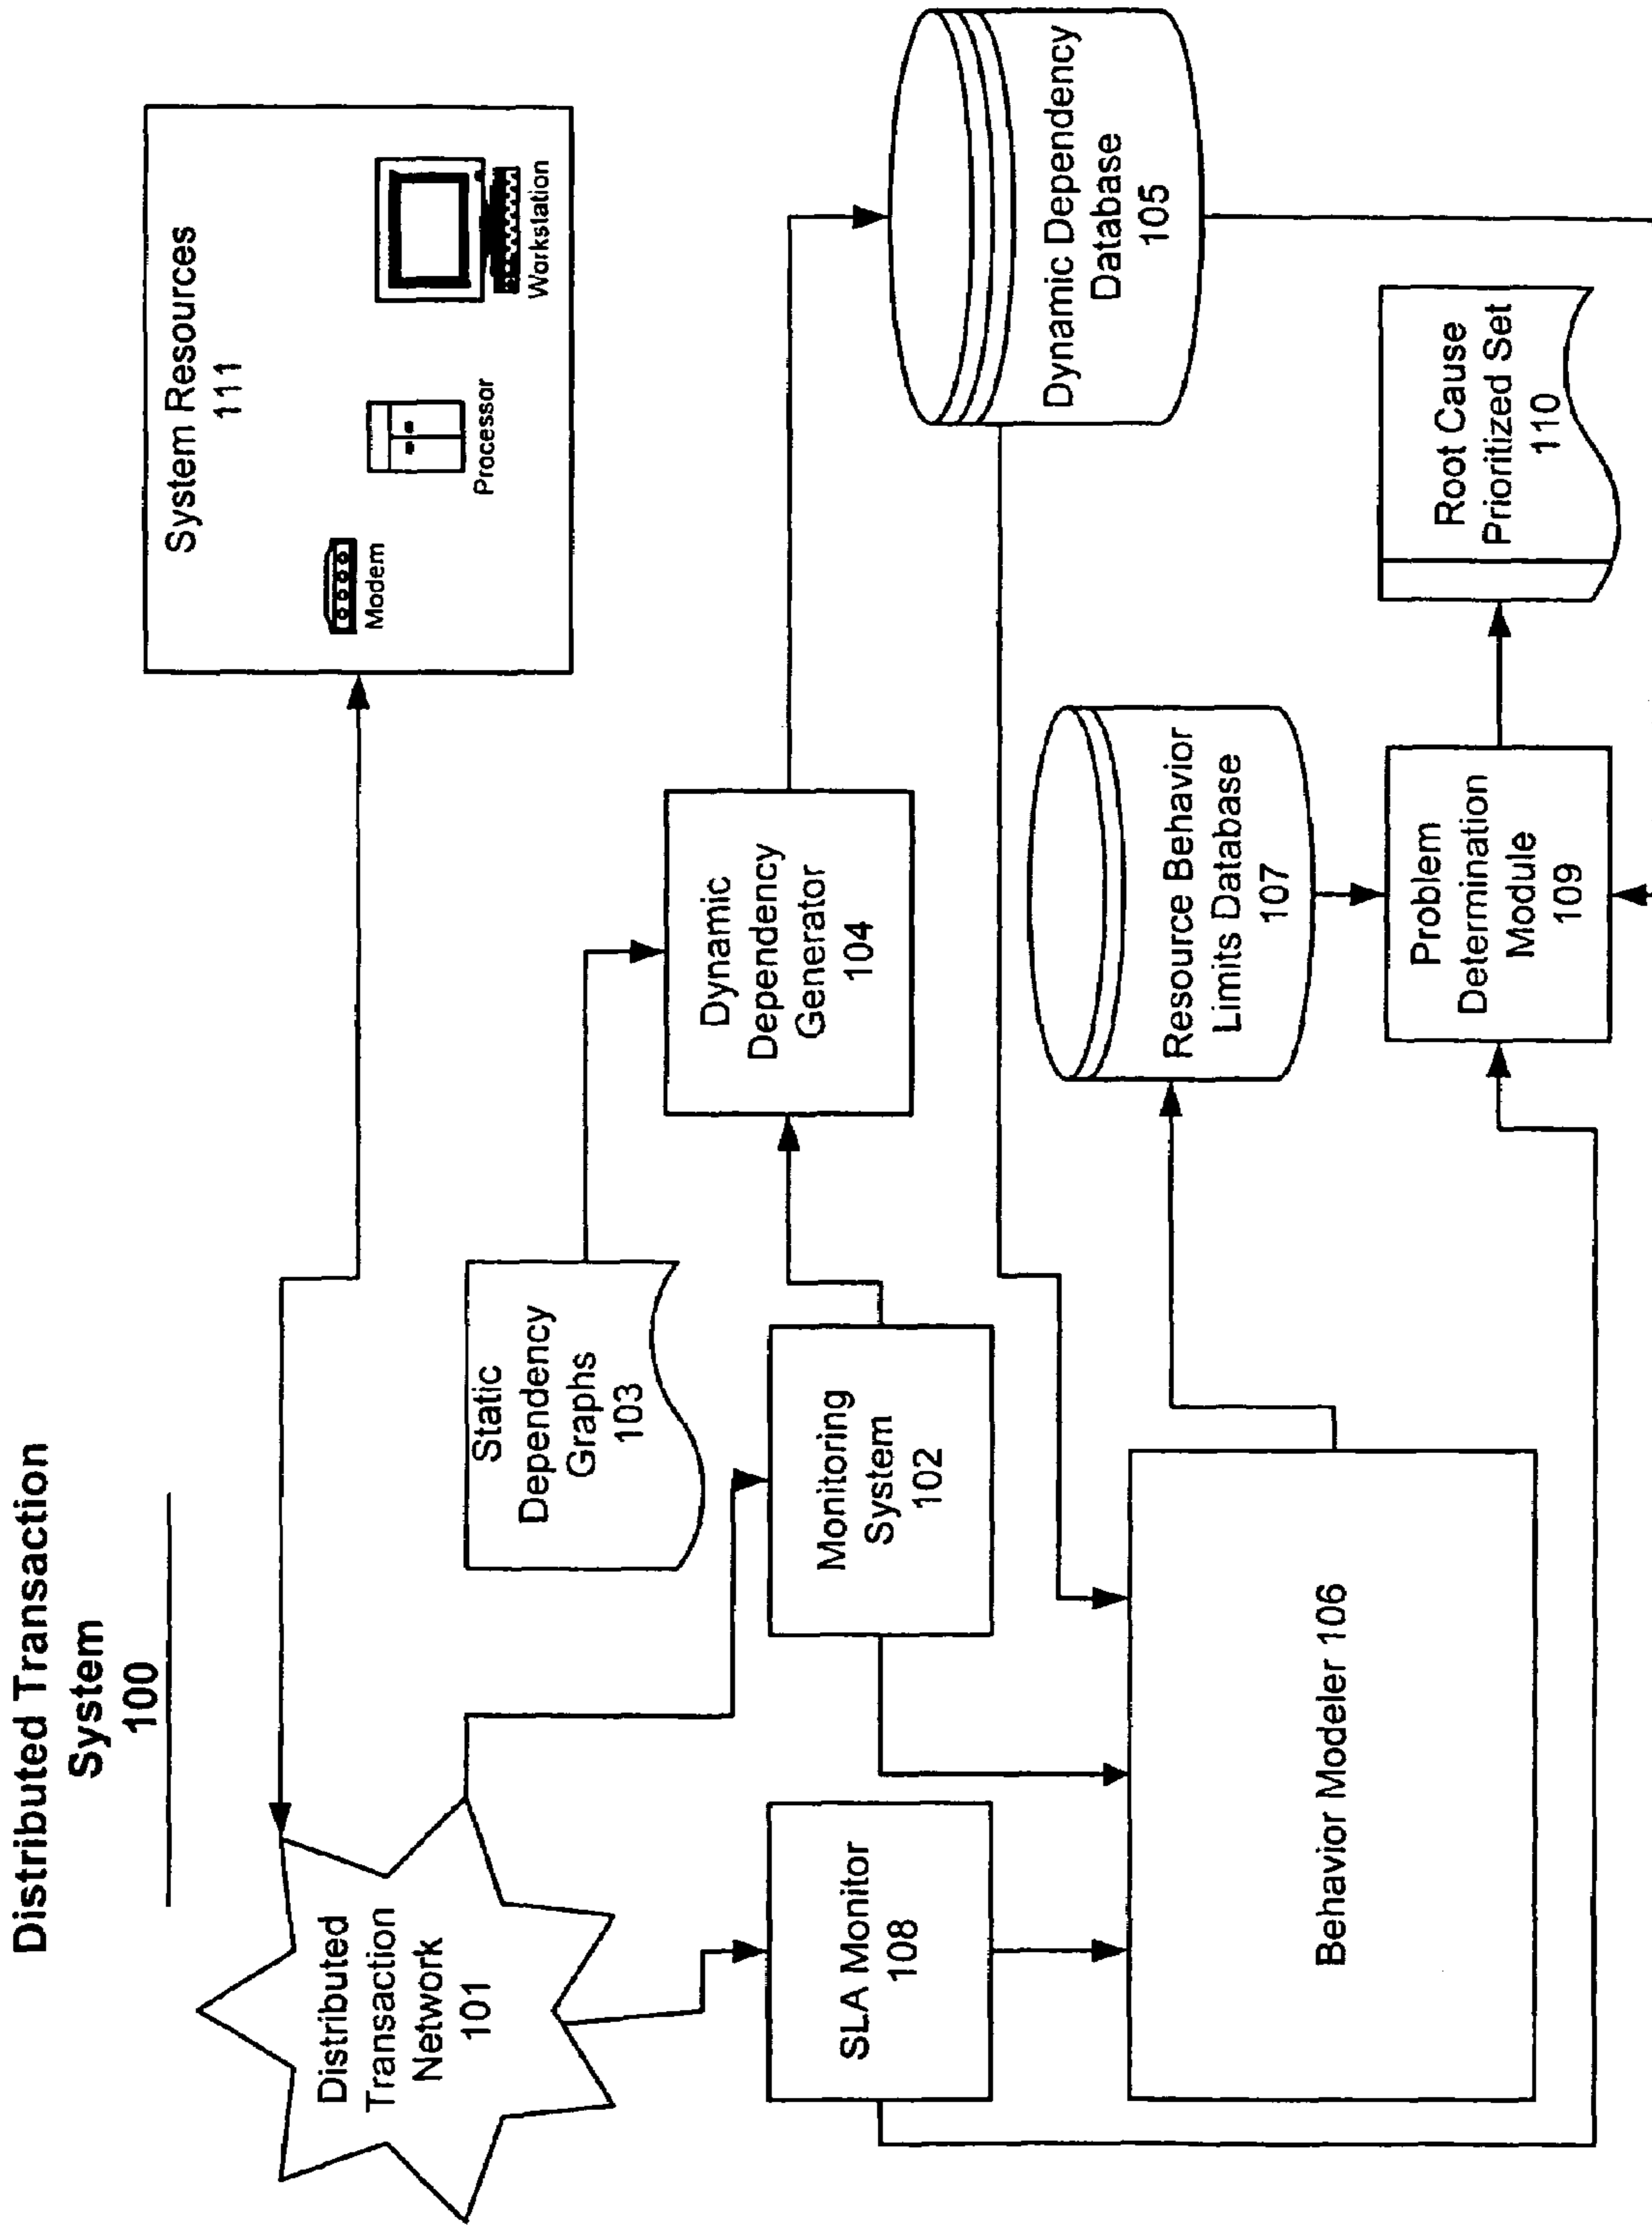 Distributed Transaction
System
100
System Resources
111
Modem
Processor
Workstation
Distributed
Transaction
Network
101
Static
Dependency
Graphs
103
Dynamic
Dependency
Generator
104
Monitoring
System
102
SLA Monitor
108
Dynamic Dependency
Database
105
Resource Behavior
Limits Database
107
Behavior Modeler 106
Problem
Determination
Module
109
Root Cause
Prioritized Set
110